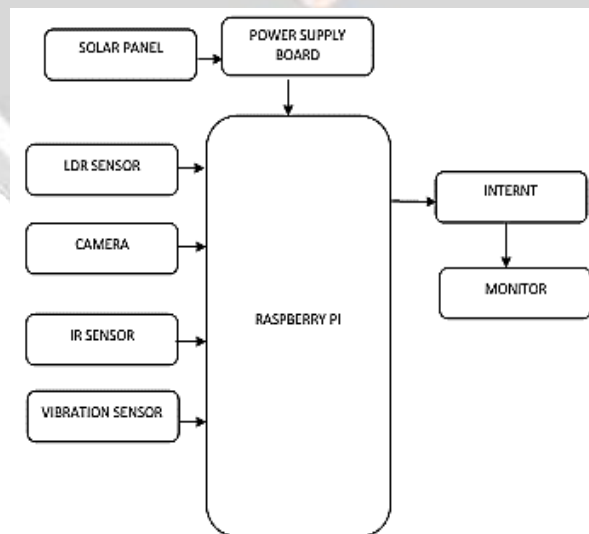 SOLAR PANEL
POWER SUPPLY
BOARD
LDR SENSOR
CAMERA
IR SENSOR
VIBRATION SENSOR
RASPBERRY PI
INTERNT
MONITOR